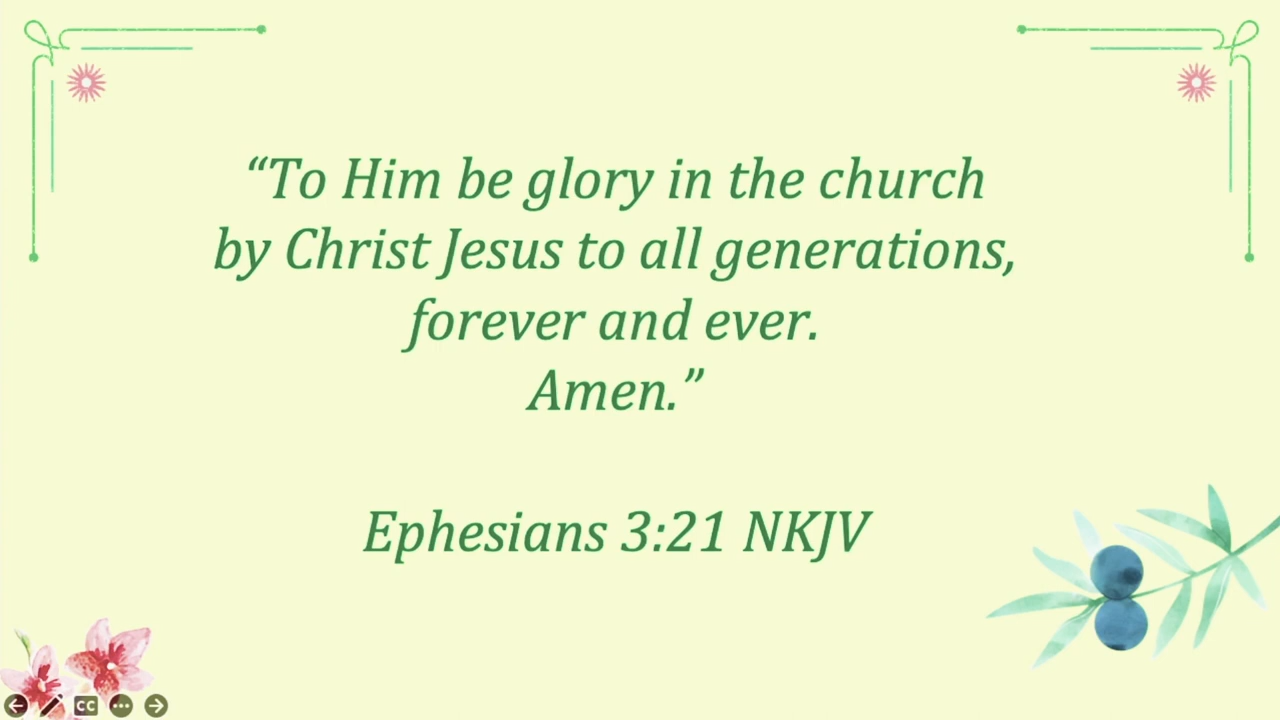 “To Him be glory in the church
by Christ Jesus to all generations,
forever and ever.
Amen.”
Ephesians 3:21 NKJV
CC